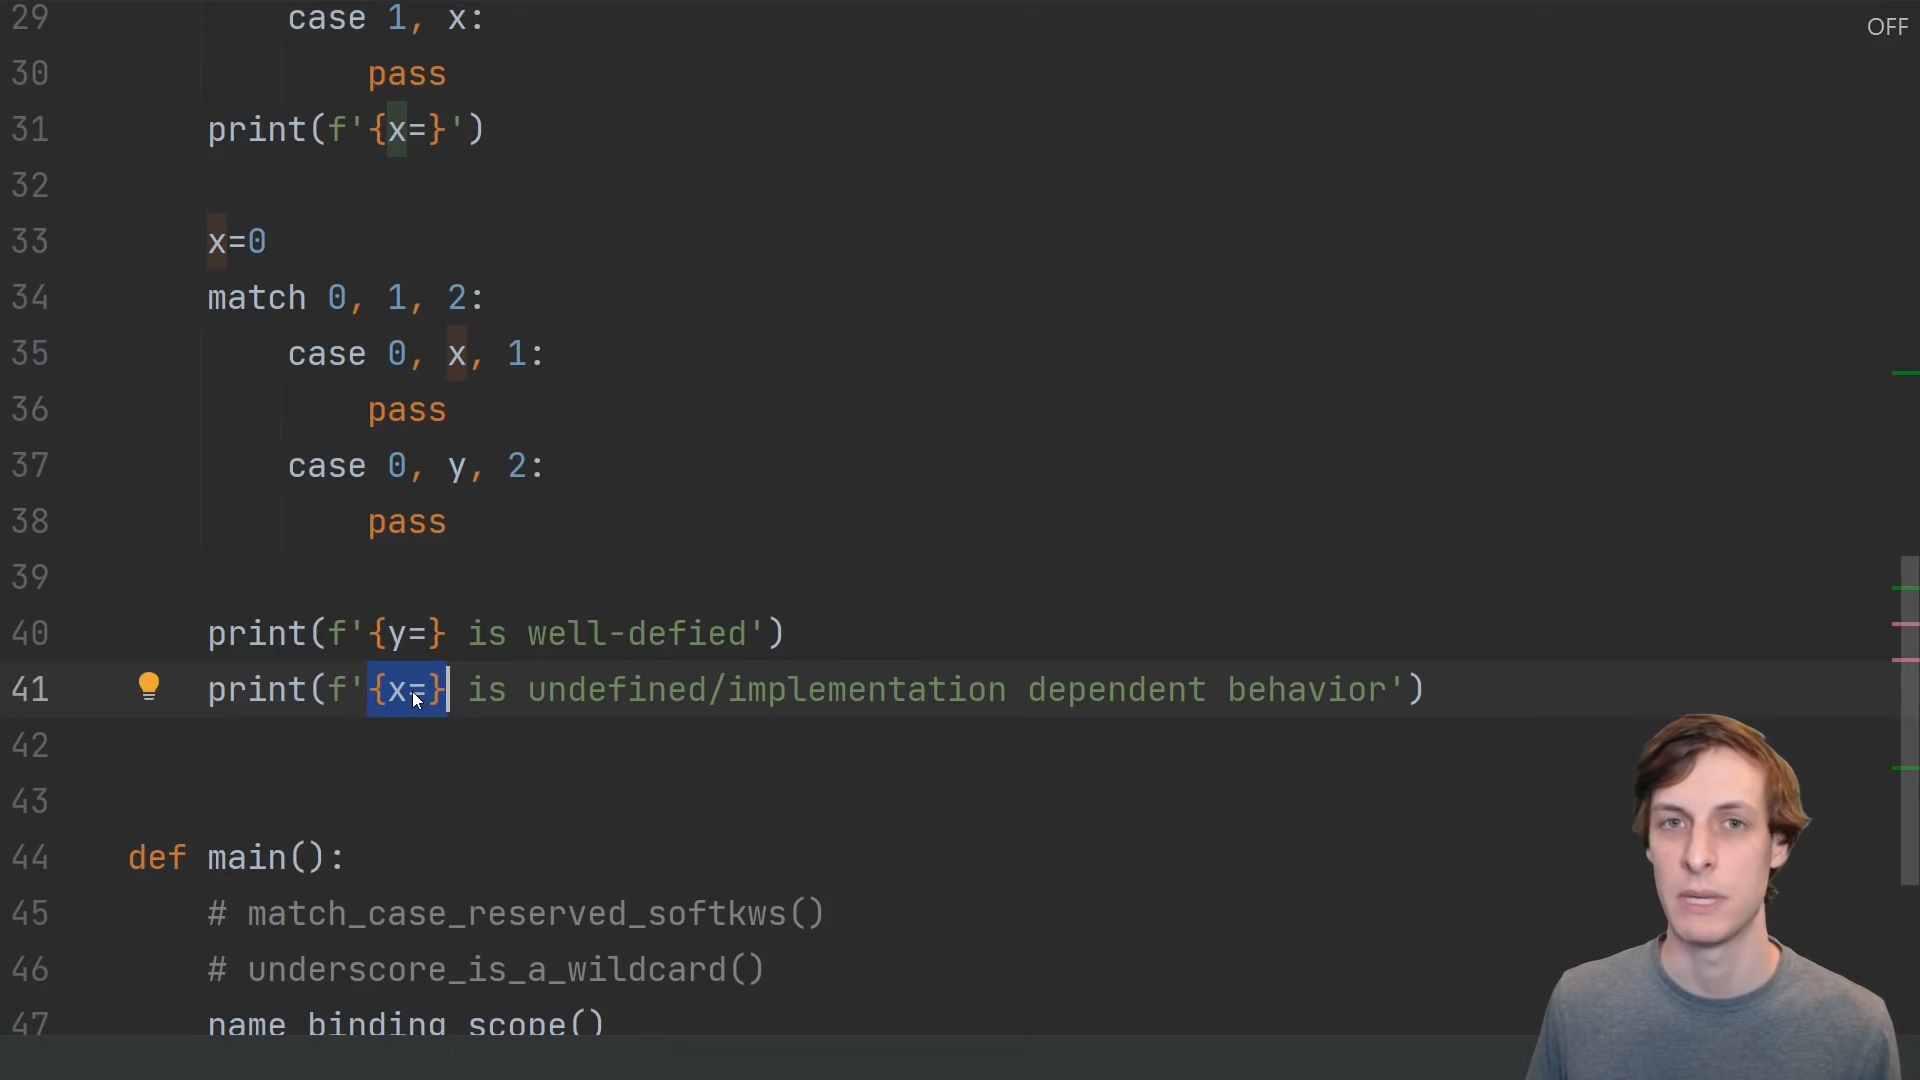 29 case 1, x:
OFF
30 pass
31 print(f'{x=}')
32
33 x=0
34 match 0, 1, 2:
35 case 0, x, 1:
36 pass
37 case 0, y, 2:
38 pass
39
40 print(f'{y=} is well-defied')
41 print(f'{x=} is undefined/implementation dependent behavior')
42
43
44 def main():
45 # match_case_reserved_softkws()
46 # underscore_is_a_wildcard()
47 name_binding_scope()